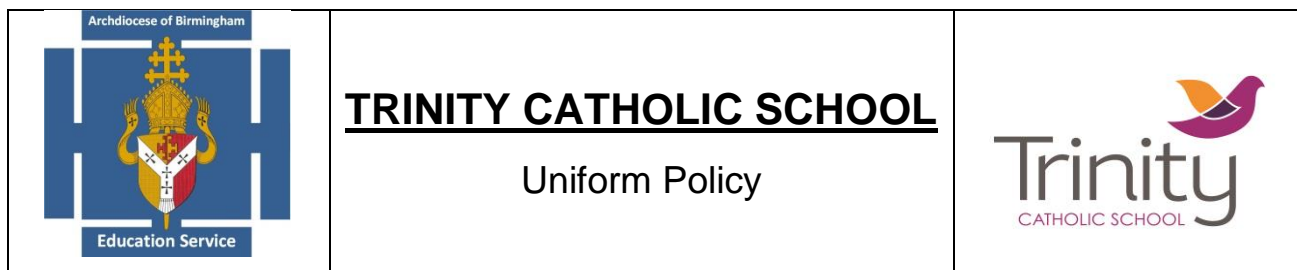 Archdiocese of Birmingham
Education Service
TRINITY CATHOLIC SCHOOL
Uniform Policy
Trinity
CATHOLIC SCHOOL